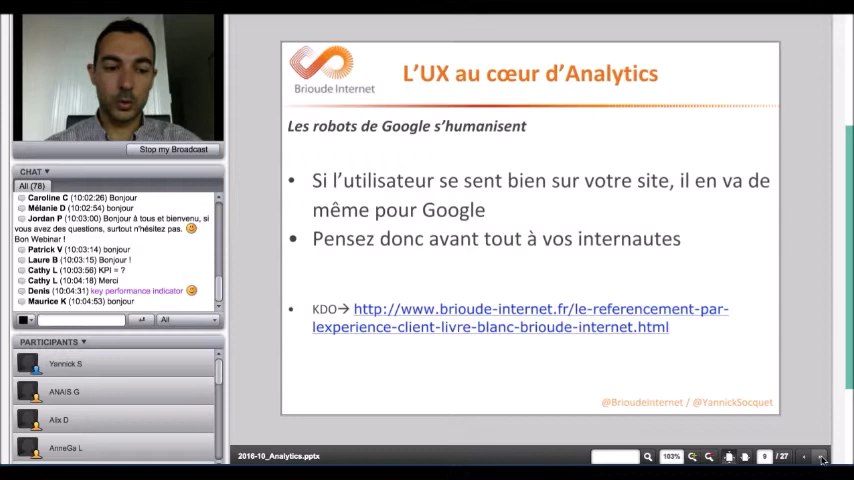 Stop my Broadcast
CHAT
All (78)
Caroline C (10:02:26) Bonjour
Mélanie D (10:02:54) bonjour
Jordan P (10:03:00) Bonjour à tous et bienvenu, si
vous avez des questions, surtout n'hésitez pas.
Bon Webinar !
Patrick V (10:03:14) bonjour
Laure B (10:03:15) Bonjour !
Cathy L (10:03:56) KPI = ?
Cathy L (10:04:18) Merci
Denis (10:04:31) key performance indicator
Maurice K (10:04:53) bonjour
All
PARTICIPANTS
Yannick S
ANAIS G
Alix D
AnneGa L
Brioude Internet
L'UX au cœur d'Analytics
Les robots de Google s'humanisent
• Si l'utilisateur se sent bien sur votre site, il en va de
même pour Google
• Pensez donc avant tout à vos internautes
• KDO→ http://www.brioude-internet.fr/le-referencement-par-
lexperience-client-livre-blanc-brioude-internet.html
@BrioudeInternet / @YannickSocquet
2016-10_Analytics.pptx
103%
9 / 27